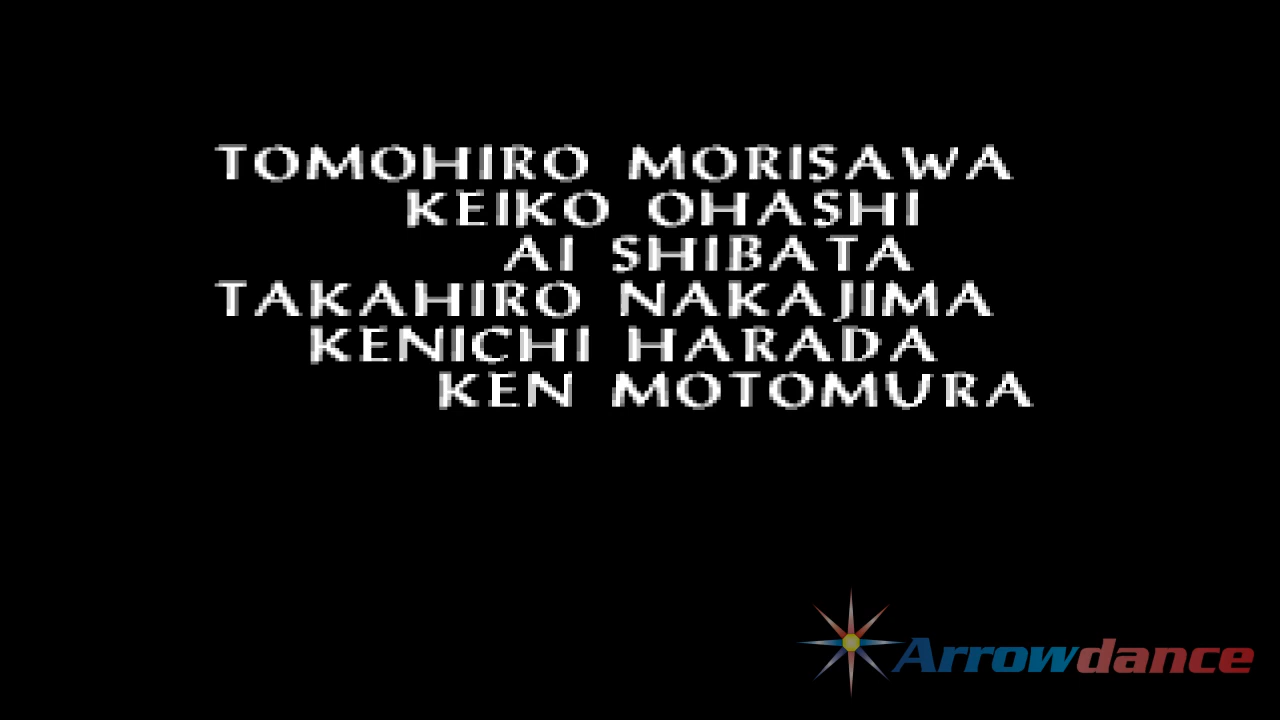 TOMOHIRO MORISAWA
KEIKO OHASHI
AI SHIBATA
TAKAHIRO NAKAJIMA
KENICHI HARADA
KEN MOTOMURA
Arrowdance